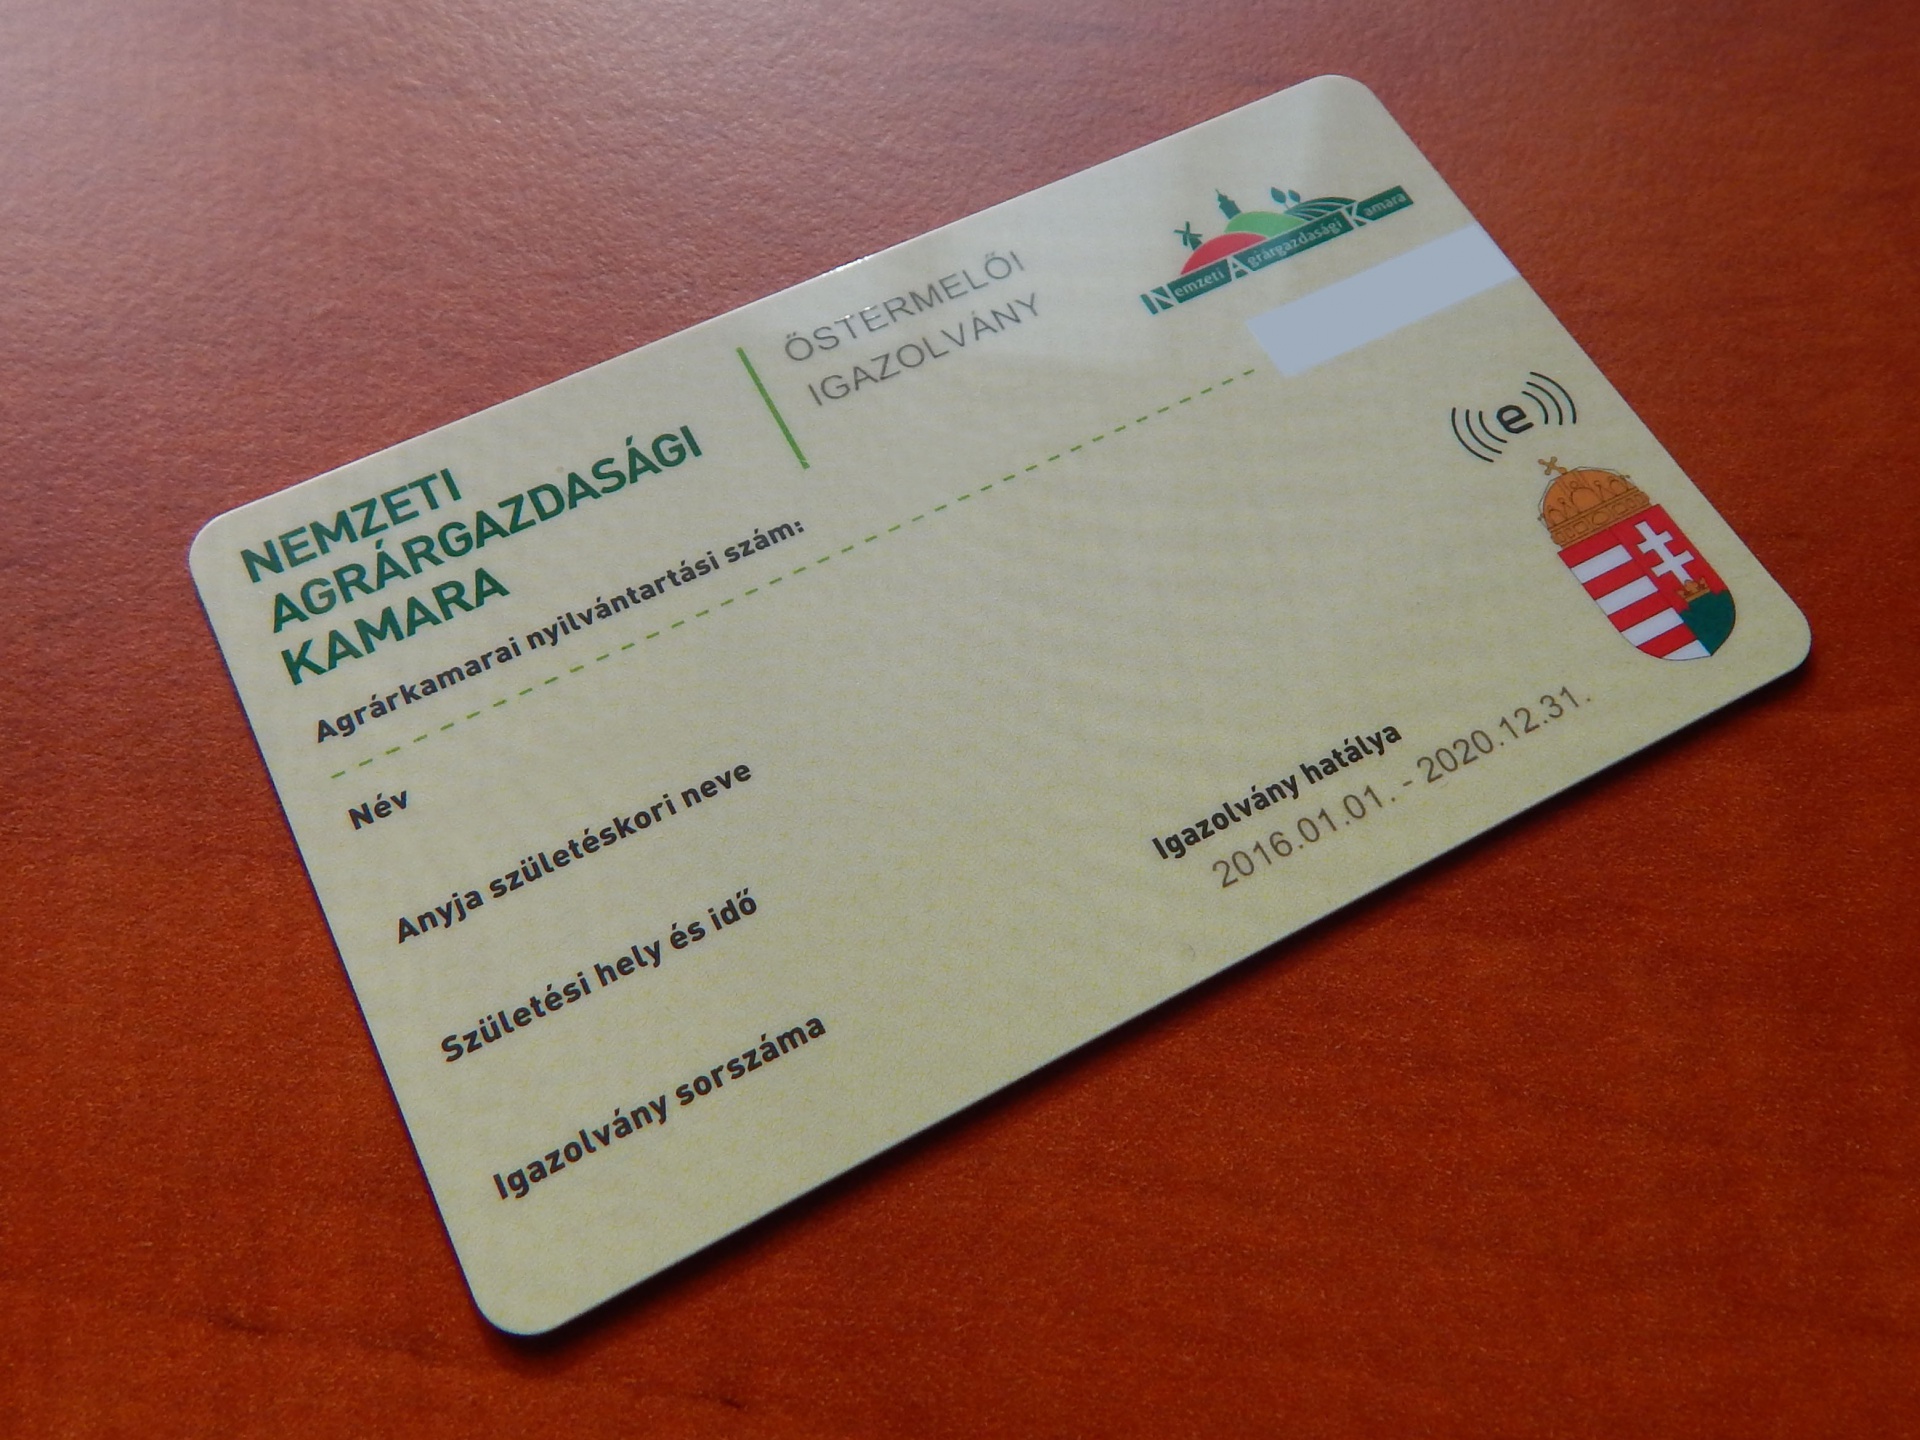 NEMZETI
AGRÁRGAZDASÁGI
KAMARA
ŐSTERMELŐI
IGAZOLVÁNY
Nemzeti Agrárgazdasági Kamara
Agrárkamarai nyilvántartási szám:
e
Név
Anyja születéskori neve
Születési hely és idő
Igazolvány sorszáma
Igazolvány hatálya
2016.01.01. - 2020.12.31.